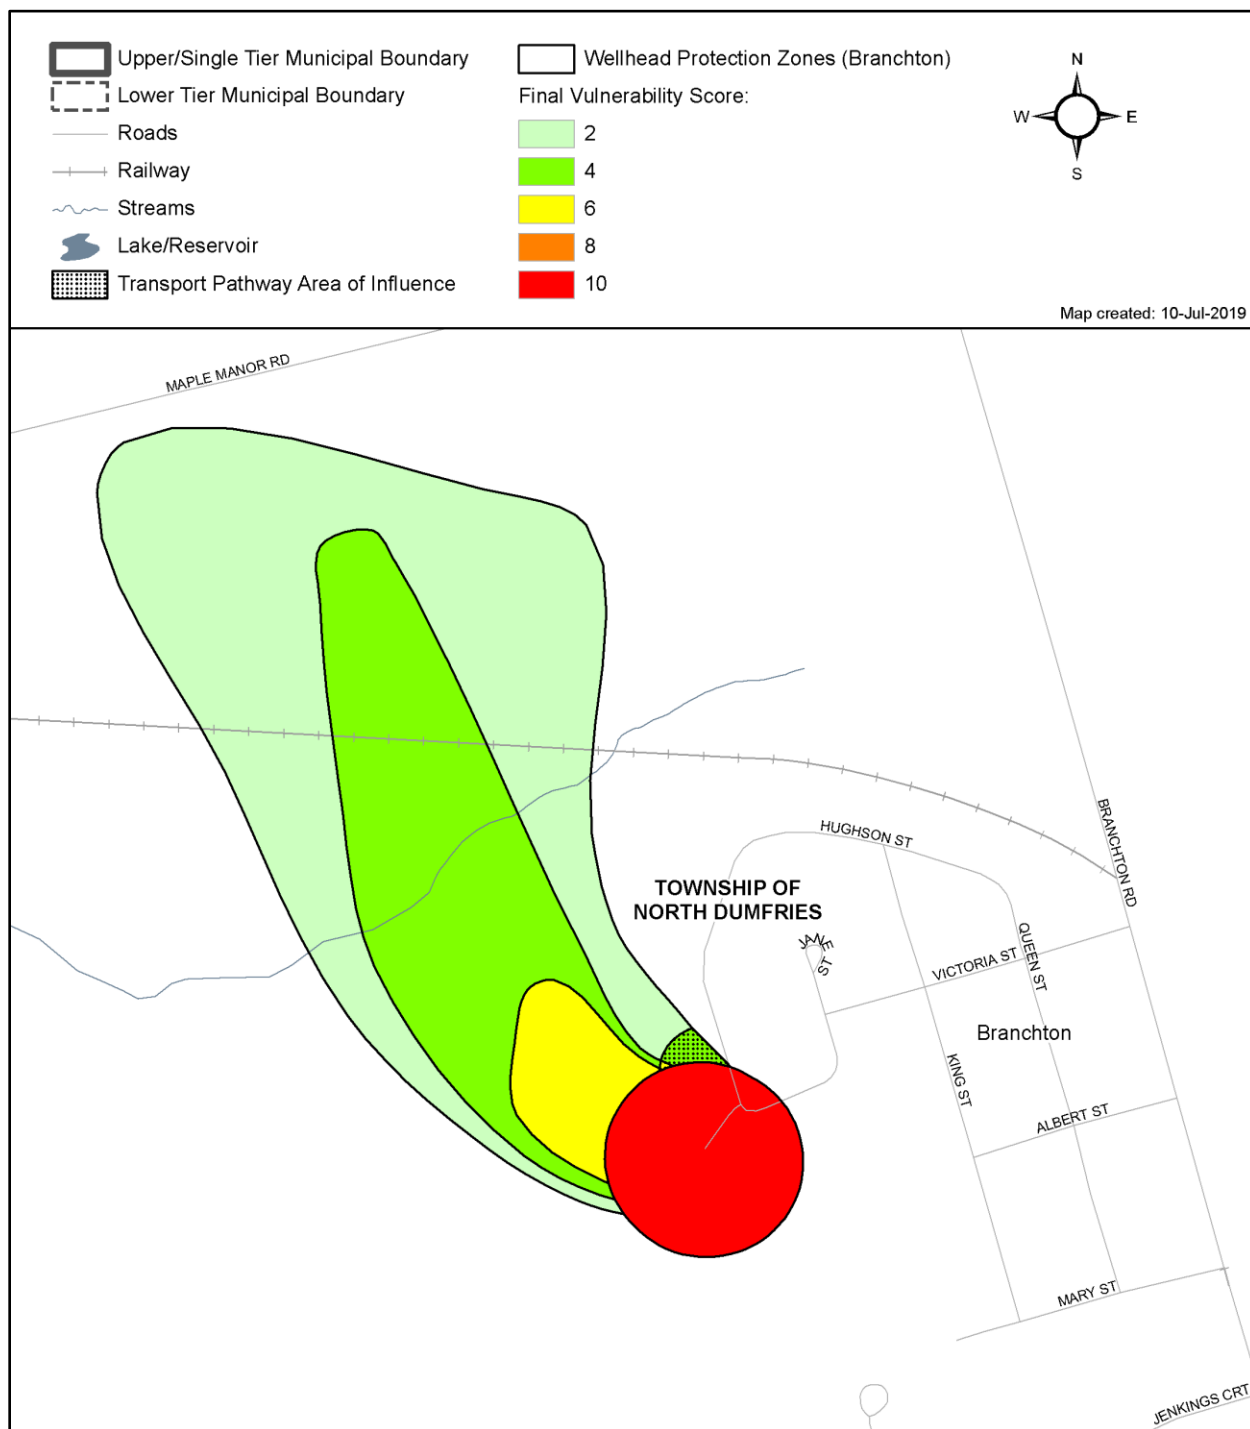 Upper/Single Tier Municipal Boundary
Lower Tier Municipal Boundary
Roads
Railway
Streams
Lake/Reservoir
Transport Pathway Area of Influence
Wellhead Protection Zones (Branchton)
Final Vulnerability Score:
2
4
6
8
10
N
W
E
S
Map created: 10-Jul-2019
MAPLE MANOR RD
HUGHSON ST
BRANCHTON RD
TOWNSHIP OF
NORTH DUMFRIES
JANE
ST
VICTORIA ST
QUEEN ST
Branchton
KING ST
ALBERT ST
MARY ST
JENKINGS CRT